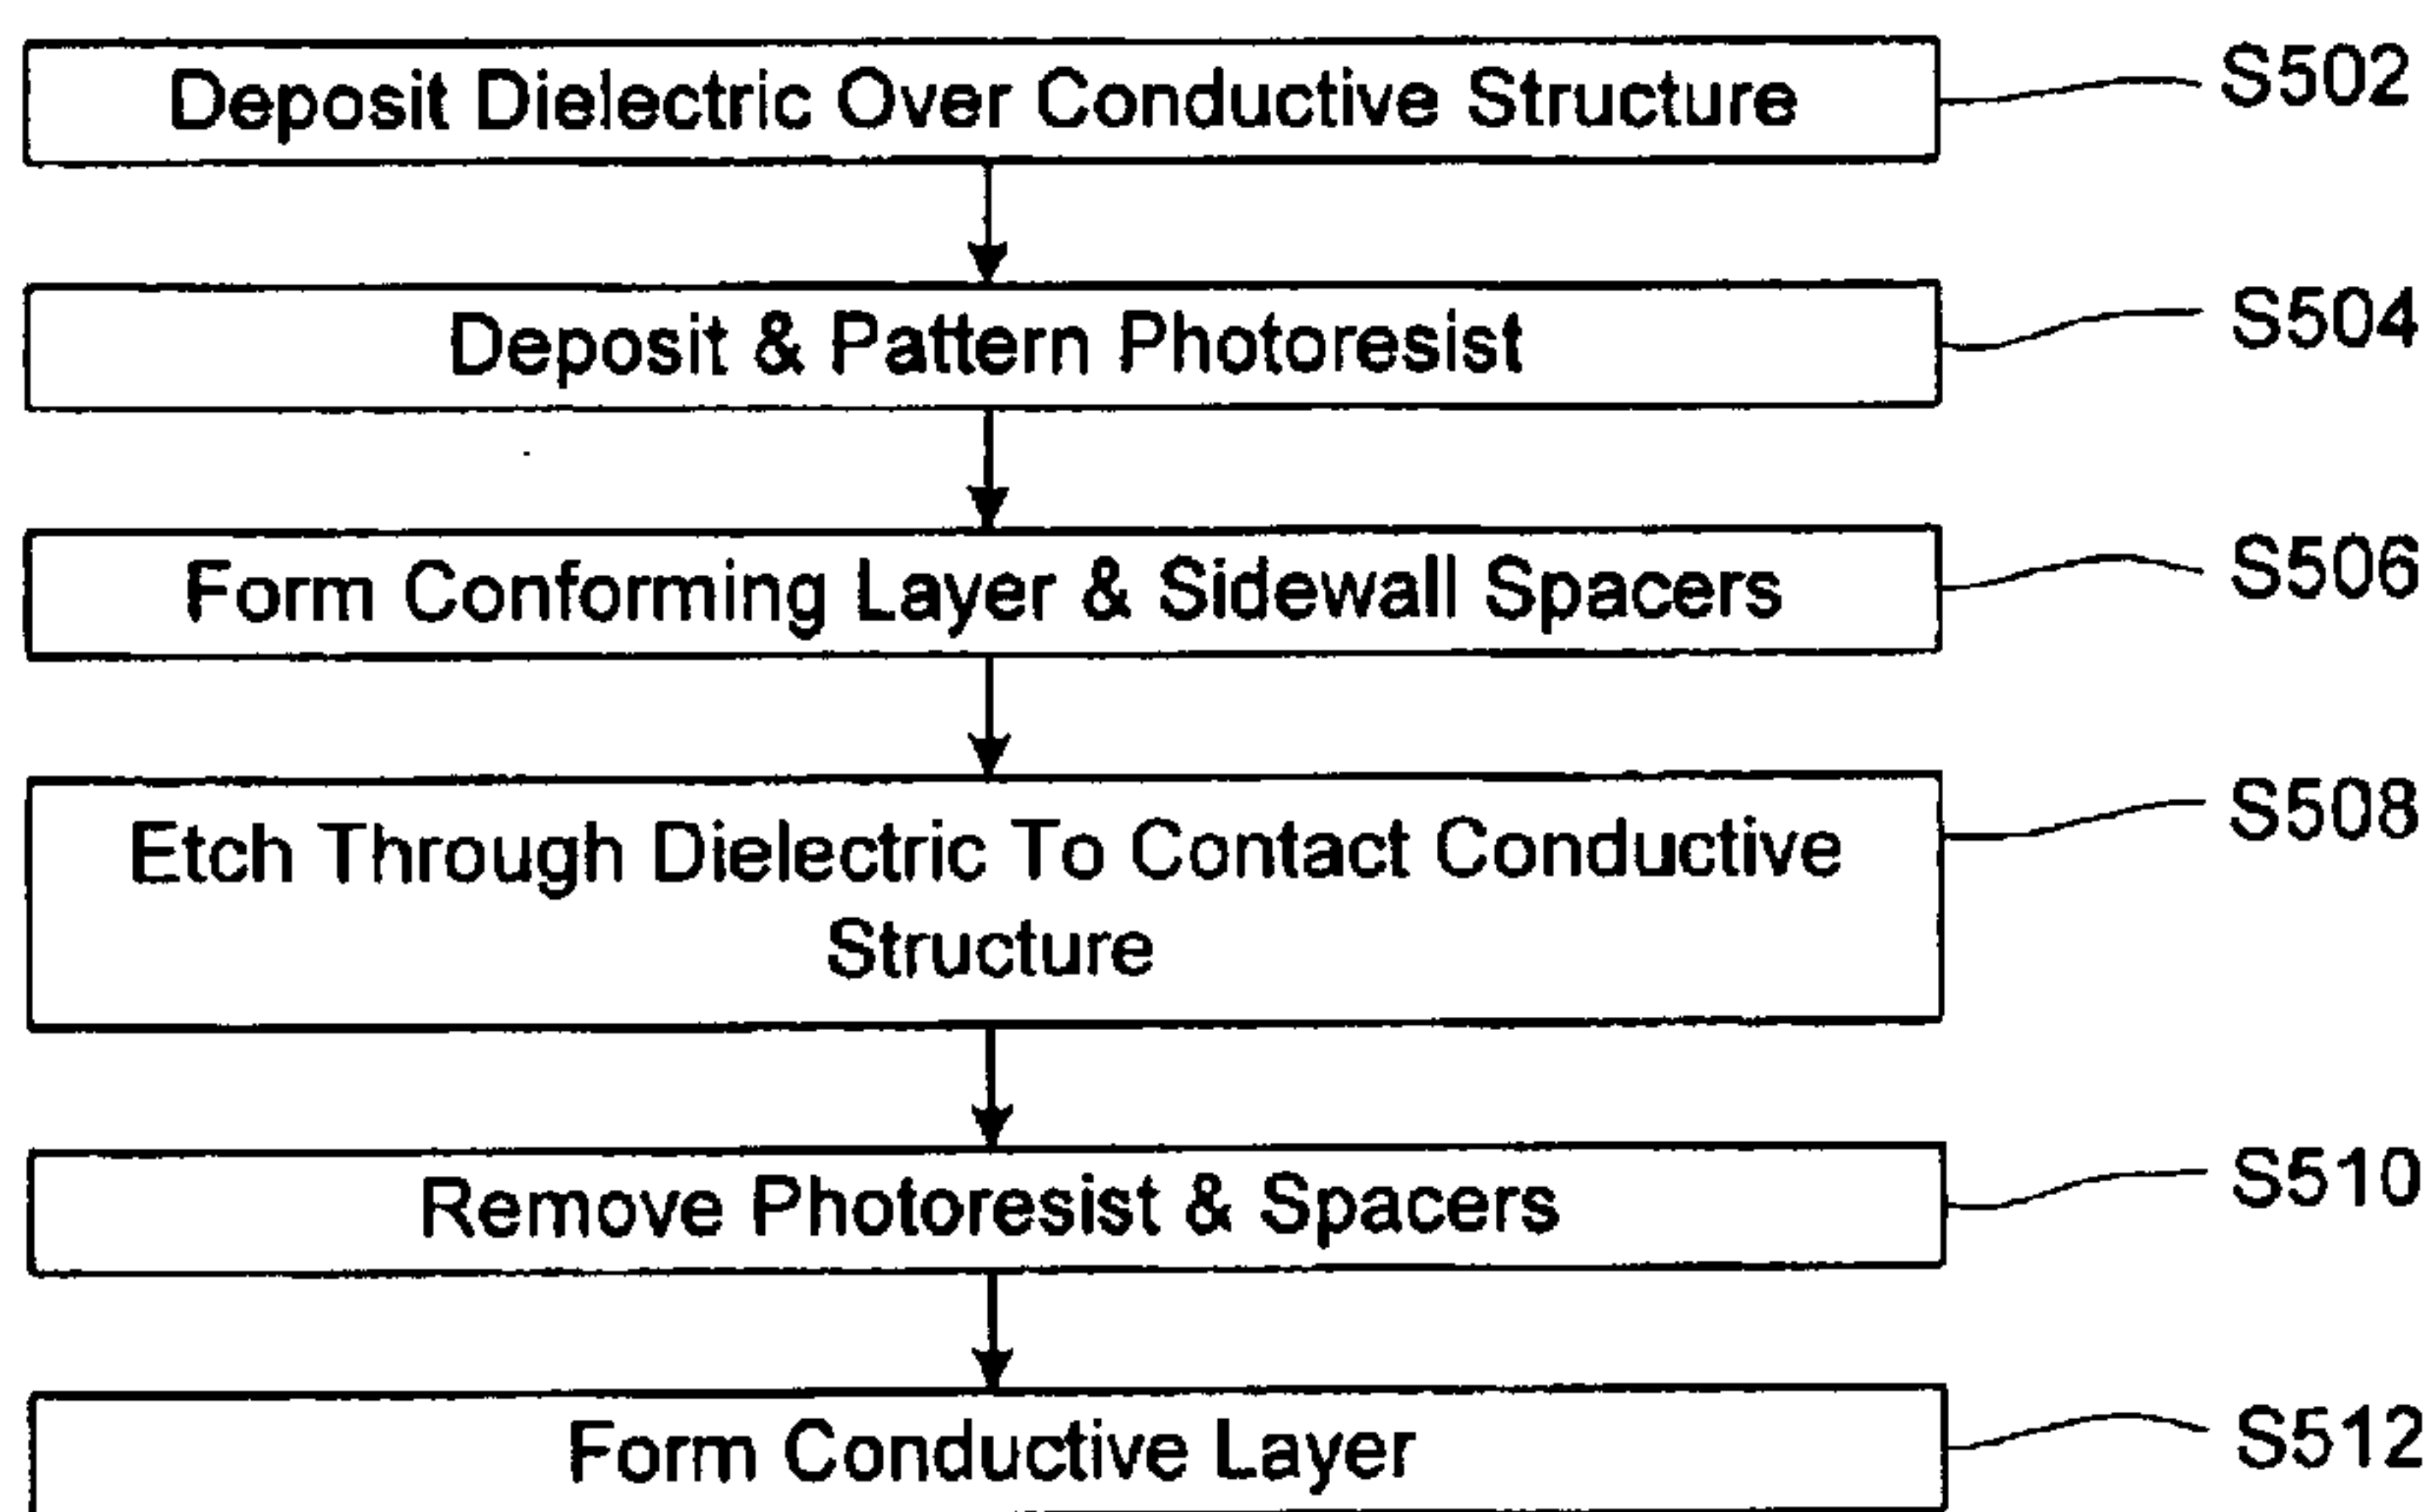 Deposit Dielectric Over Conductive Structure
S502
Deposit & Pattern Photoresist
S504
Form Conforming Layer & Sidewall Spacers
S506
Etch Through Dielectric To Contact Conductive
Structure
S508
Remove Photoresist & Spacers
S510
Form Conductive Layer
S512